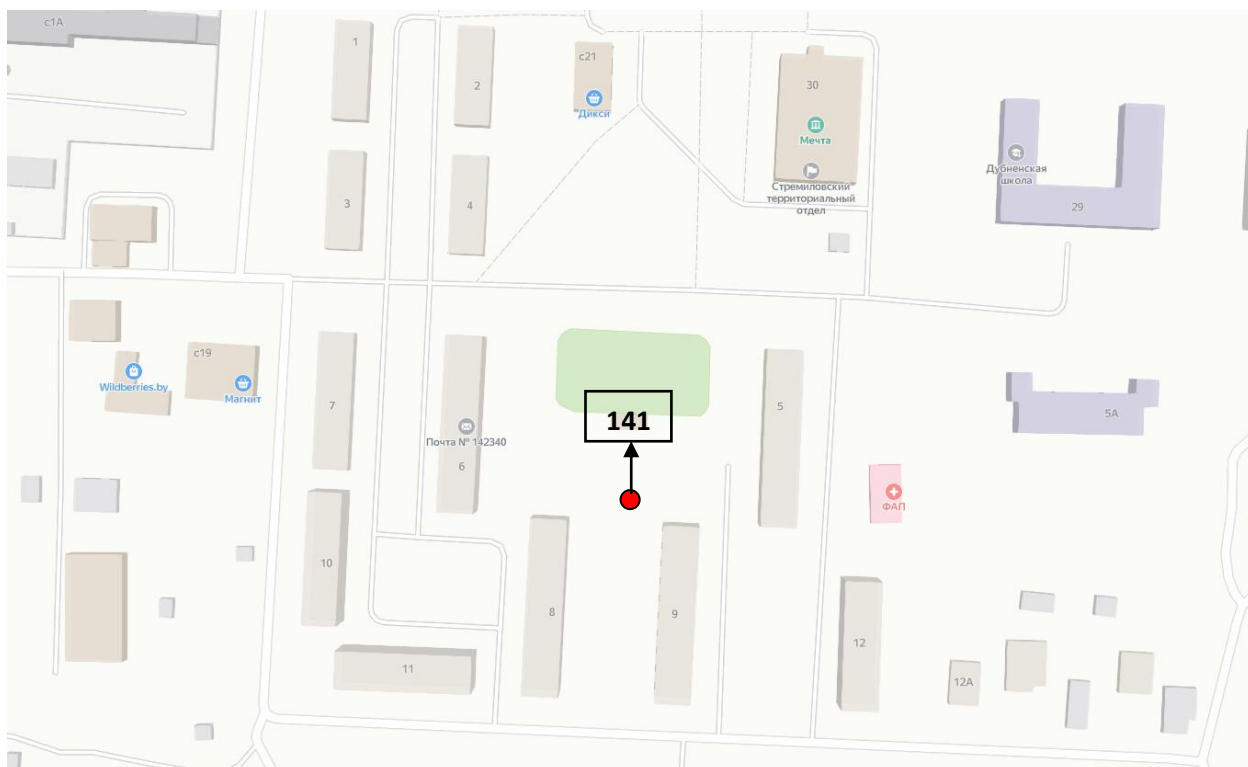 с1А
1
2
с21
Дикси
30
Мечта
Стремиловский
территориальный
отдел
Дубненская
школа
29
3
4
с19
Wildberries.by
Магнит
7
Почта № 142340
6
141
5
5А
ФАП
10
8
9
12
11
12А